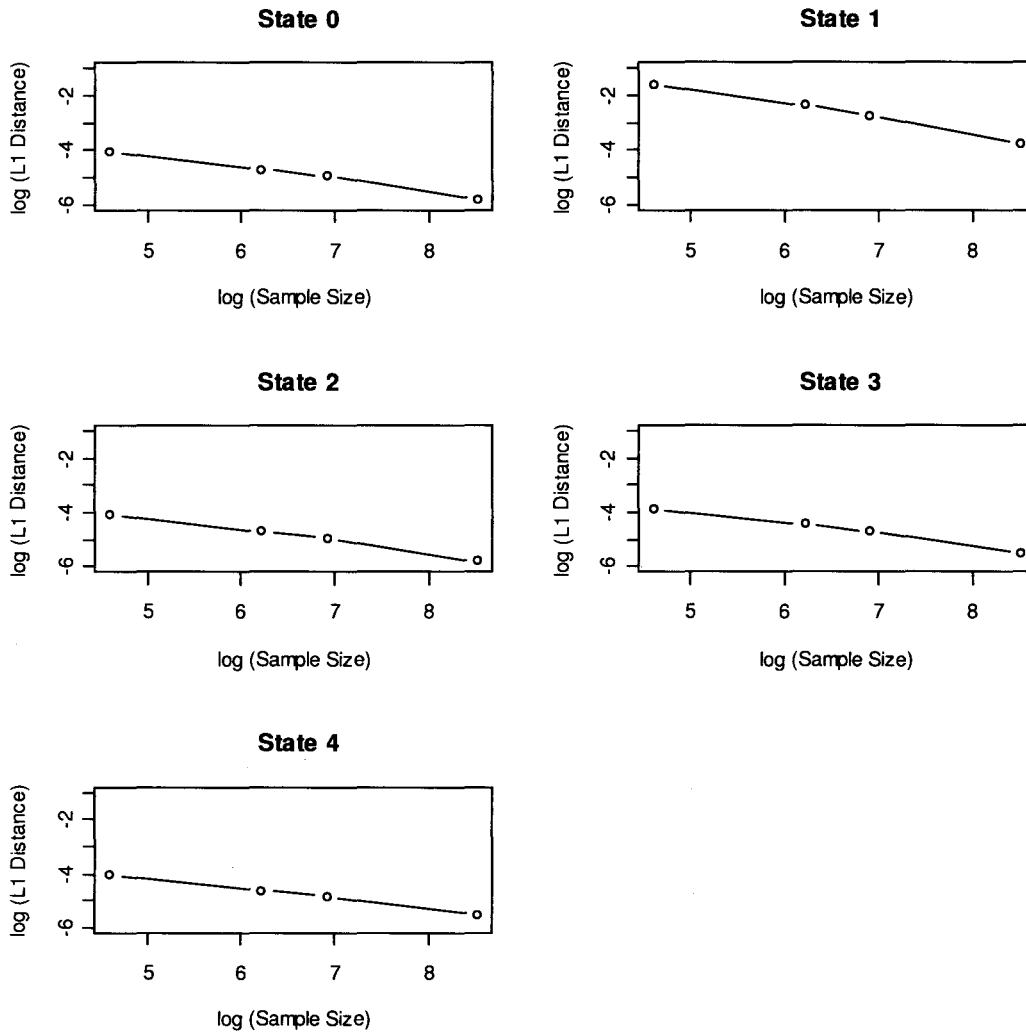 State 0
log (L1 Distance)
-2
-4
-6
5 6 7 8
log (Sample Size)
State 1
log (L1 Distance)
-2
-4
-6
5 6 7 8
log (Sample Size)
State 2
log (L1 Distance)
-2
-4
-6
5 6 7 8
log (Sample Size)
State 3
log (L1 Distance)
-2
-4
-6
5 6 7 8
log (Sample Size)
State 4
log (L1 Distance)
-2
-4
-6
5 6 7 8
log (Sample Size)